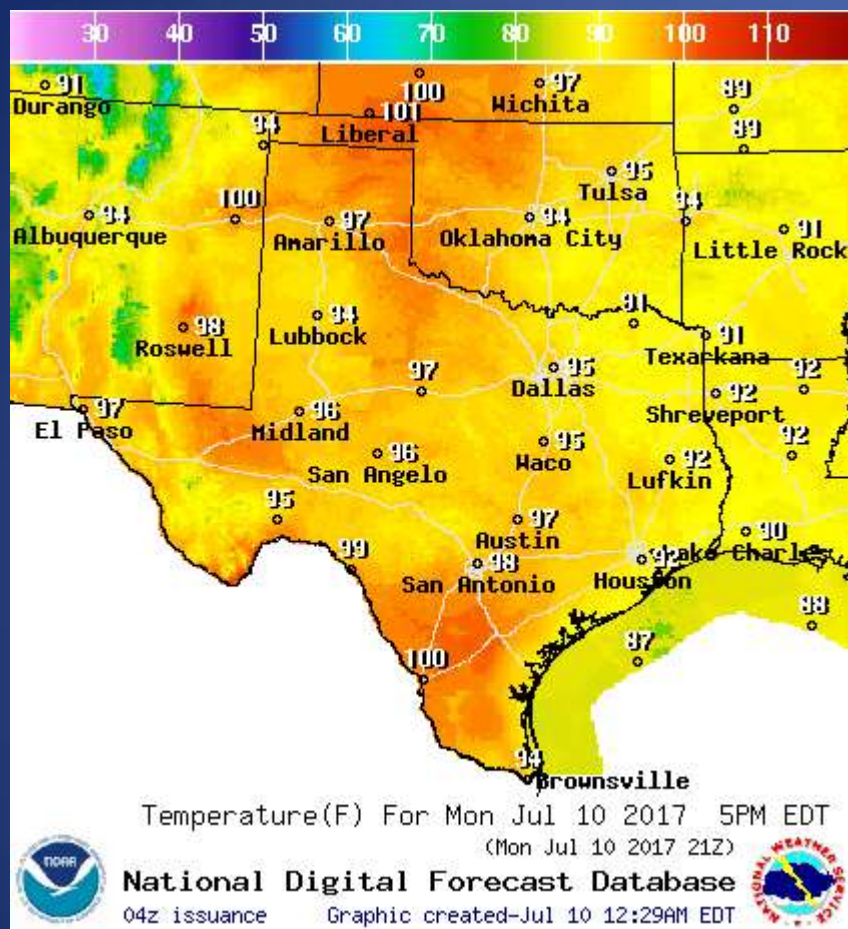 30 40 50 60 70 80 90 100 110
91
Durango
100
97
Wichita
101
Liberal
89
89
94
95
Tulsa
94
Albuquerque
100
97
Amarillo
94
Oklahoma City
94
91
Little Rock
98
Roswell
94
Lubbock
91
91
Texarkana
97
95
Dallas
92
Shreveport
92
97
El Paso
96
Midland
96
San Angelo
95
Waco
92
Lufkin
92
95
97
Austin
90
Lake Charles
99
98
San Antonio
92
Houston
88
87
100
94
Brownsville
Temperature(F) For Mon Jul 10 2017 5PM EDT
(Mon Jul 10 2017 21Z)
National Digital Forecast Database
04z issuance Graphic created-Jul 10 12:29AM EDT
NOAA
NATIONAL WEATHER SERVICE